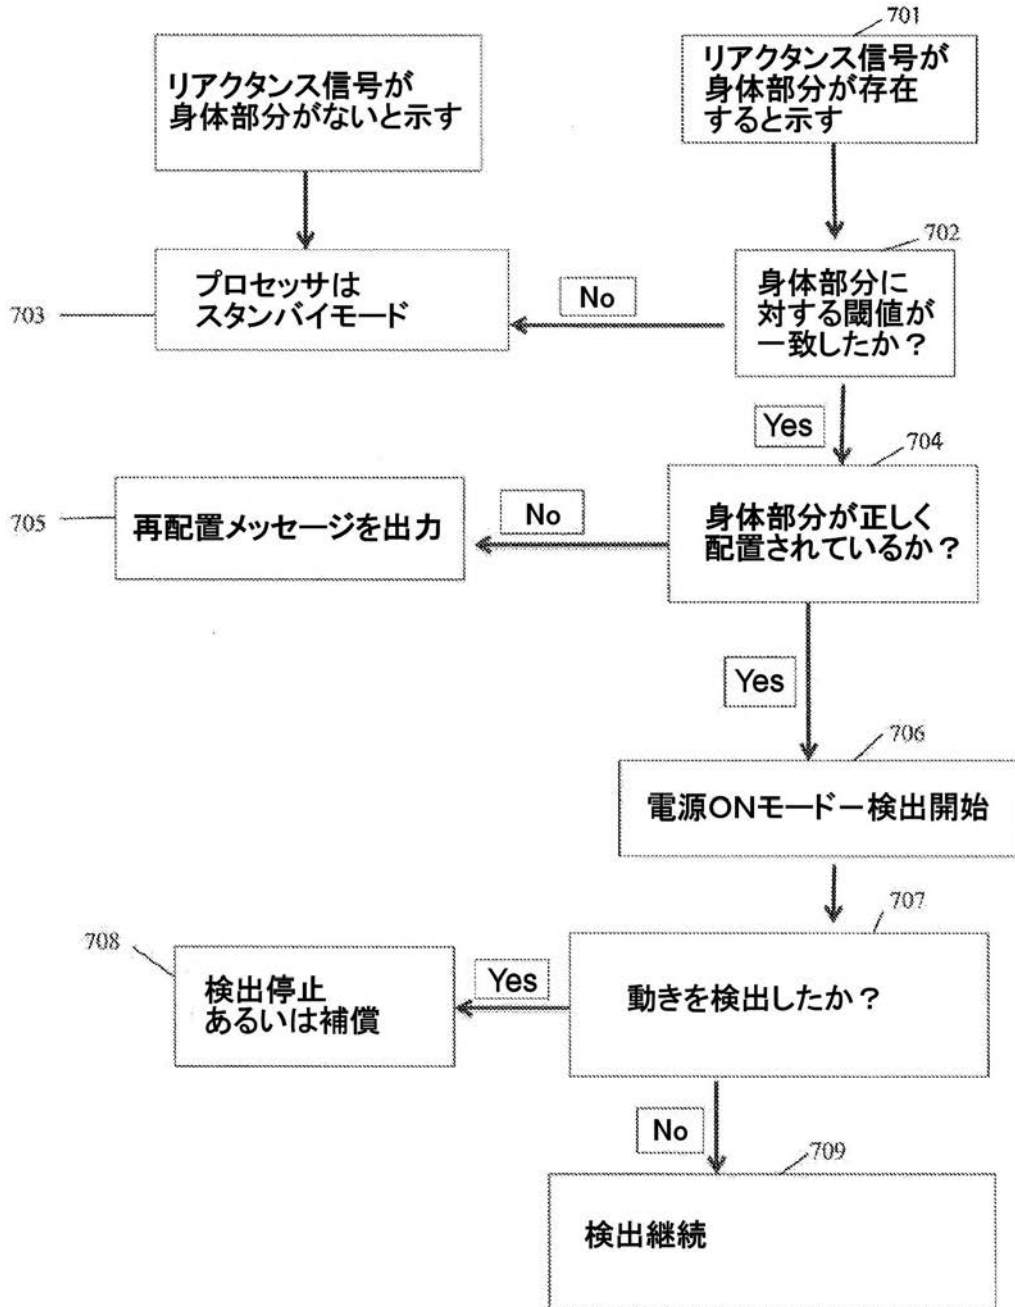 701
リアクタンス信号が
身体部分がないと示す
リアクタンス信号が
身体部分が存在
すると示す
702
703
プロセッサは
スタンバイモード
No
身体部分に
対する閾値が
一致したか？
Yes
704
705
再配置メッセージを出力
No
身体部分が正しく
配置されているか？
Yes
706
電源ONモードー検出開始
707
708
検出停止
あるいは補償
Yes
動きを検出したか？
No
709
検出継続